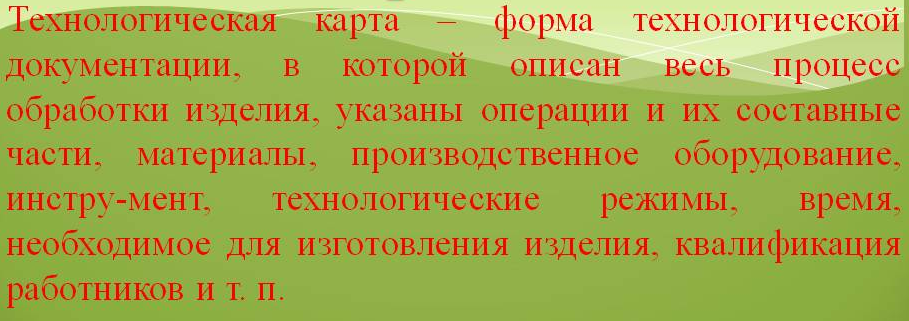 Технологическая карта – форма технологической
документации, в которой описан весь процесс
обработки изделия, указаны операции и их составные
части, материалы, производственное оборудование,
инстру-мент, технологические режимы, время,
необходимое для изготовления изделия, квалификация
работников и т. п.